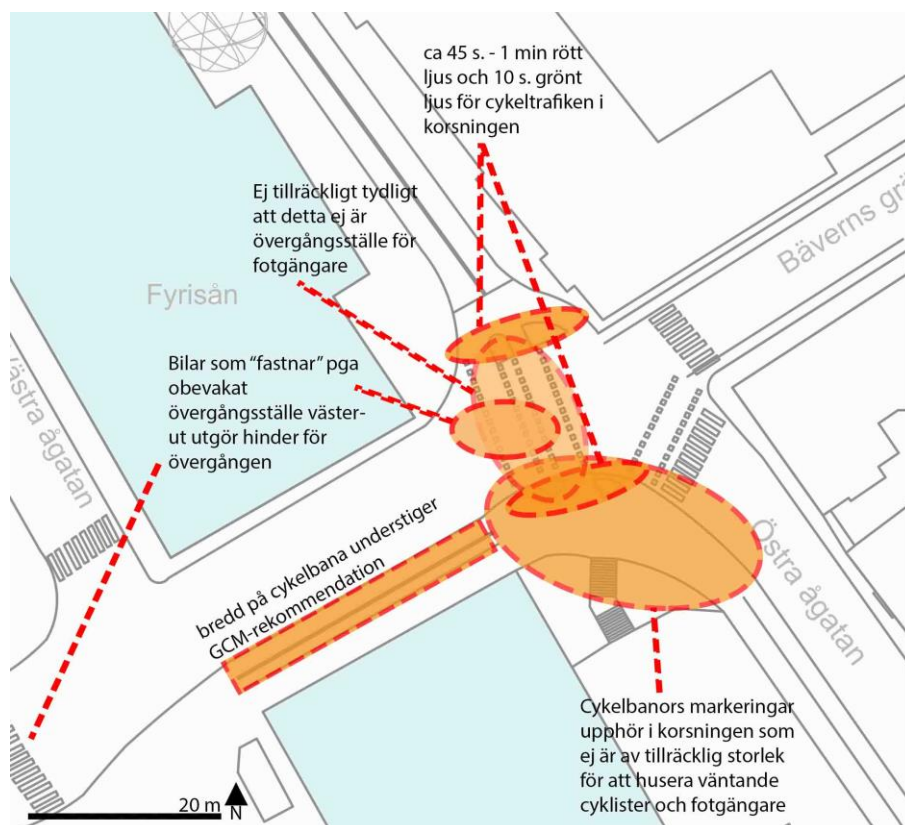 ca 45 s. - 1 min rött
ljus och 10 s. grönt
ljus för cykeltrafiken i
korsningen
Ej tillräckligt tydligt
att detta ej är
övergångsställe för
fotgängare
Bäverns grä
Fyrisån
Bilar som “fastnar” pga
obevakat
övergångsställe väster-
ut utgör hinder för
övergången
Västra ågatan
bredd på cykelbana understiger
GCM-rekommendation
Östra ågatan
Cykelbanors markeringar
upphör i korsningen som
ej är av tillräcklig storlek
för att husera väntande
cyklister och fotgängare
20 m
N